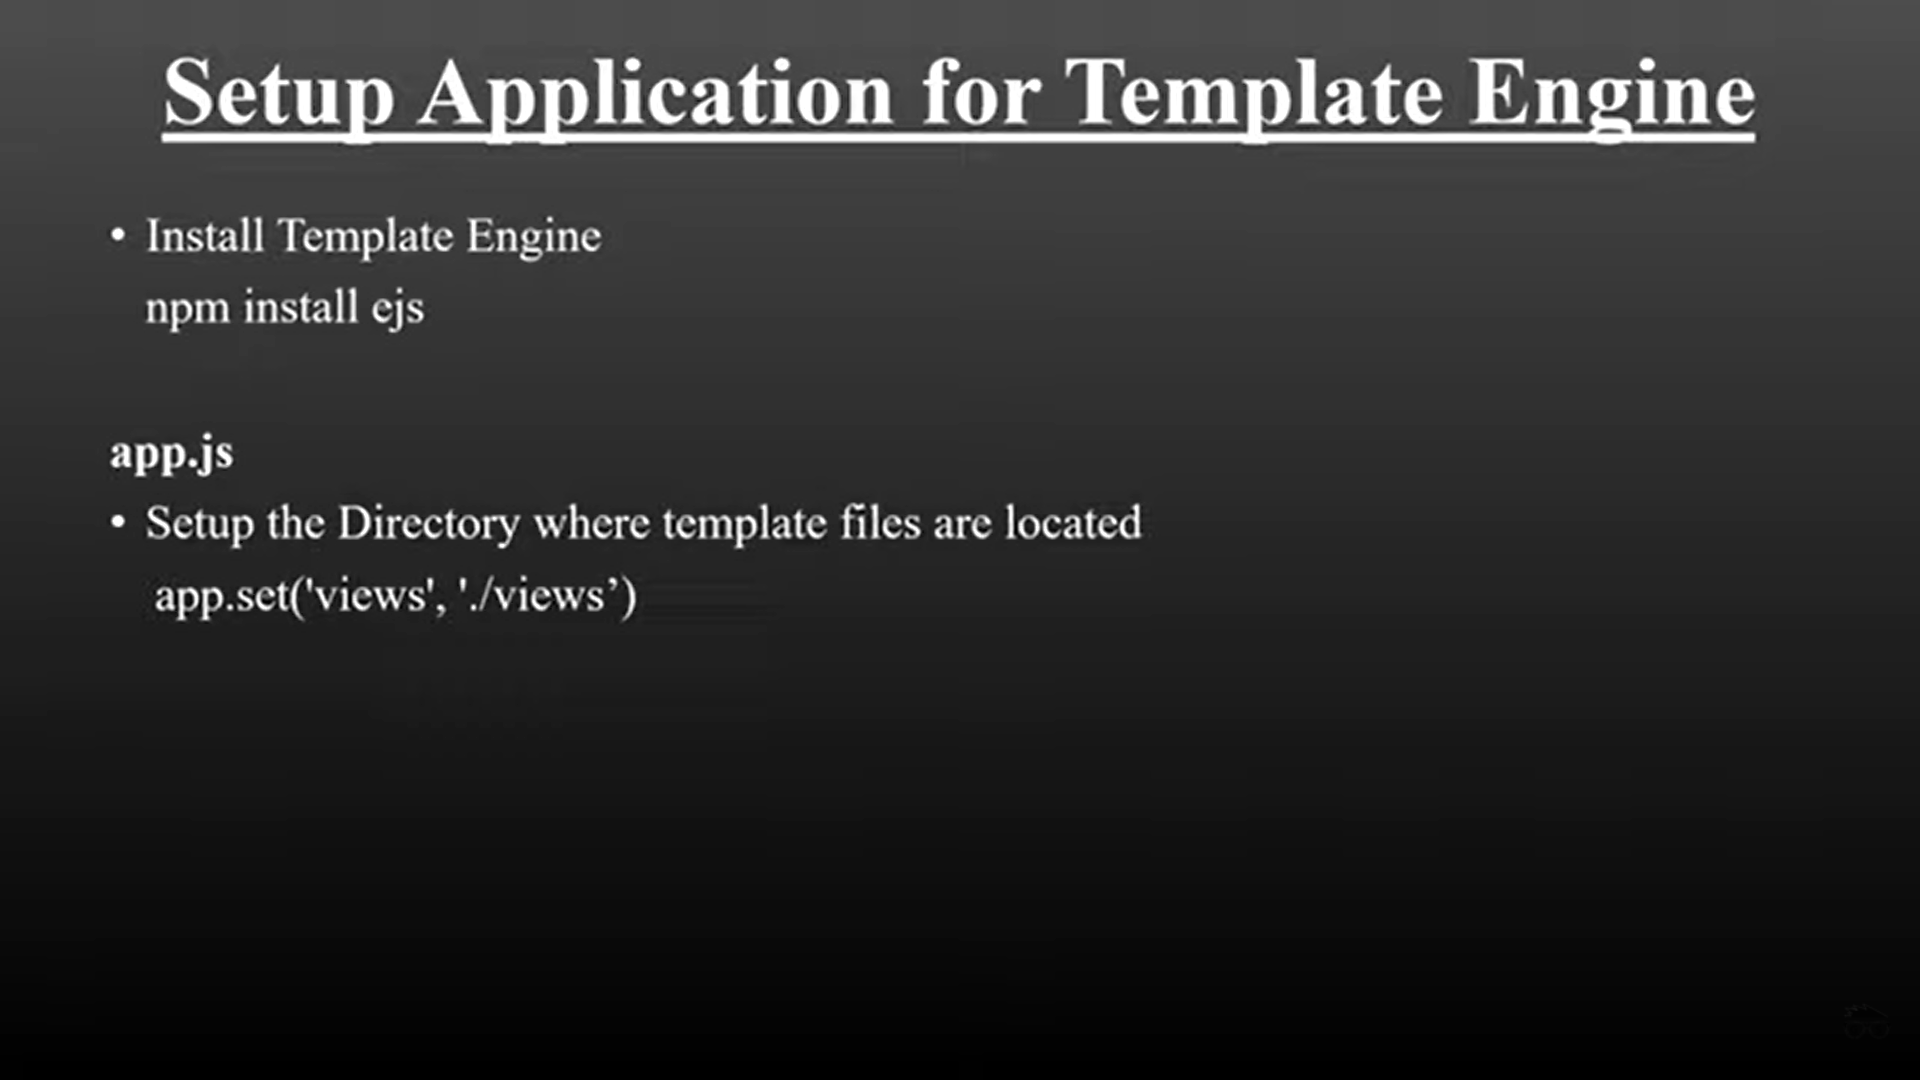 Setup Application for Template Engine
• Install Template Engine
npm install ejs
app.js
• Setup the Directory where template files are located
app.set('views', './views’)